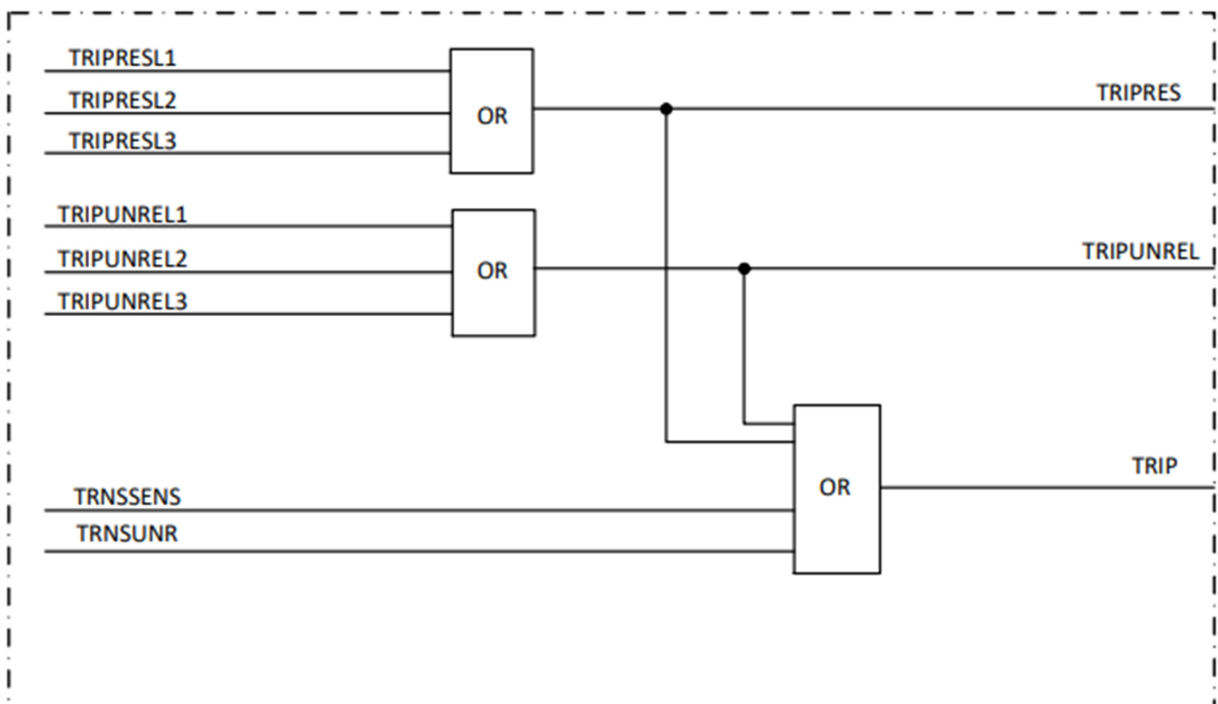 TRIPRESL1
TRIPRESL2
TRIPRESL3
OR
TRIPRES
TRIPUNREL1
TRIPUNREL2
TRIPUNREL3
OR
TRIPUNREL
TRNSSENS
TRNSUNR
OR
TRIP